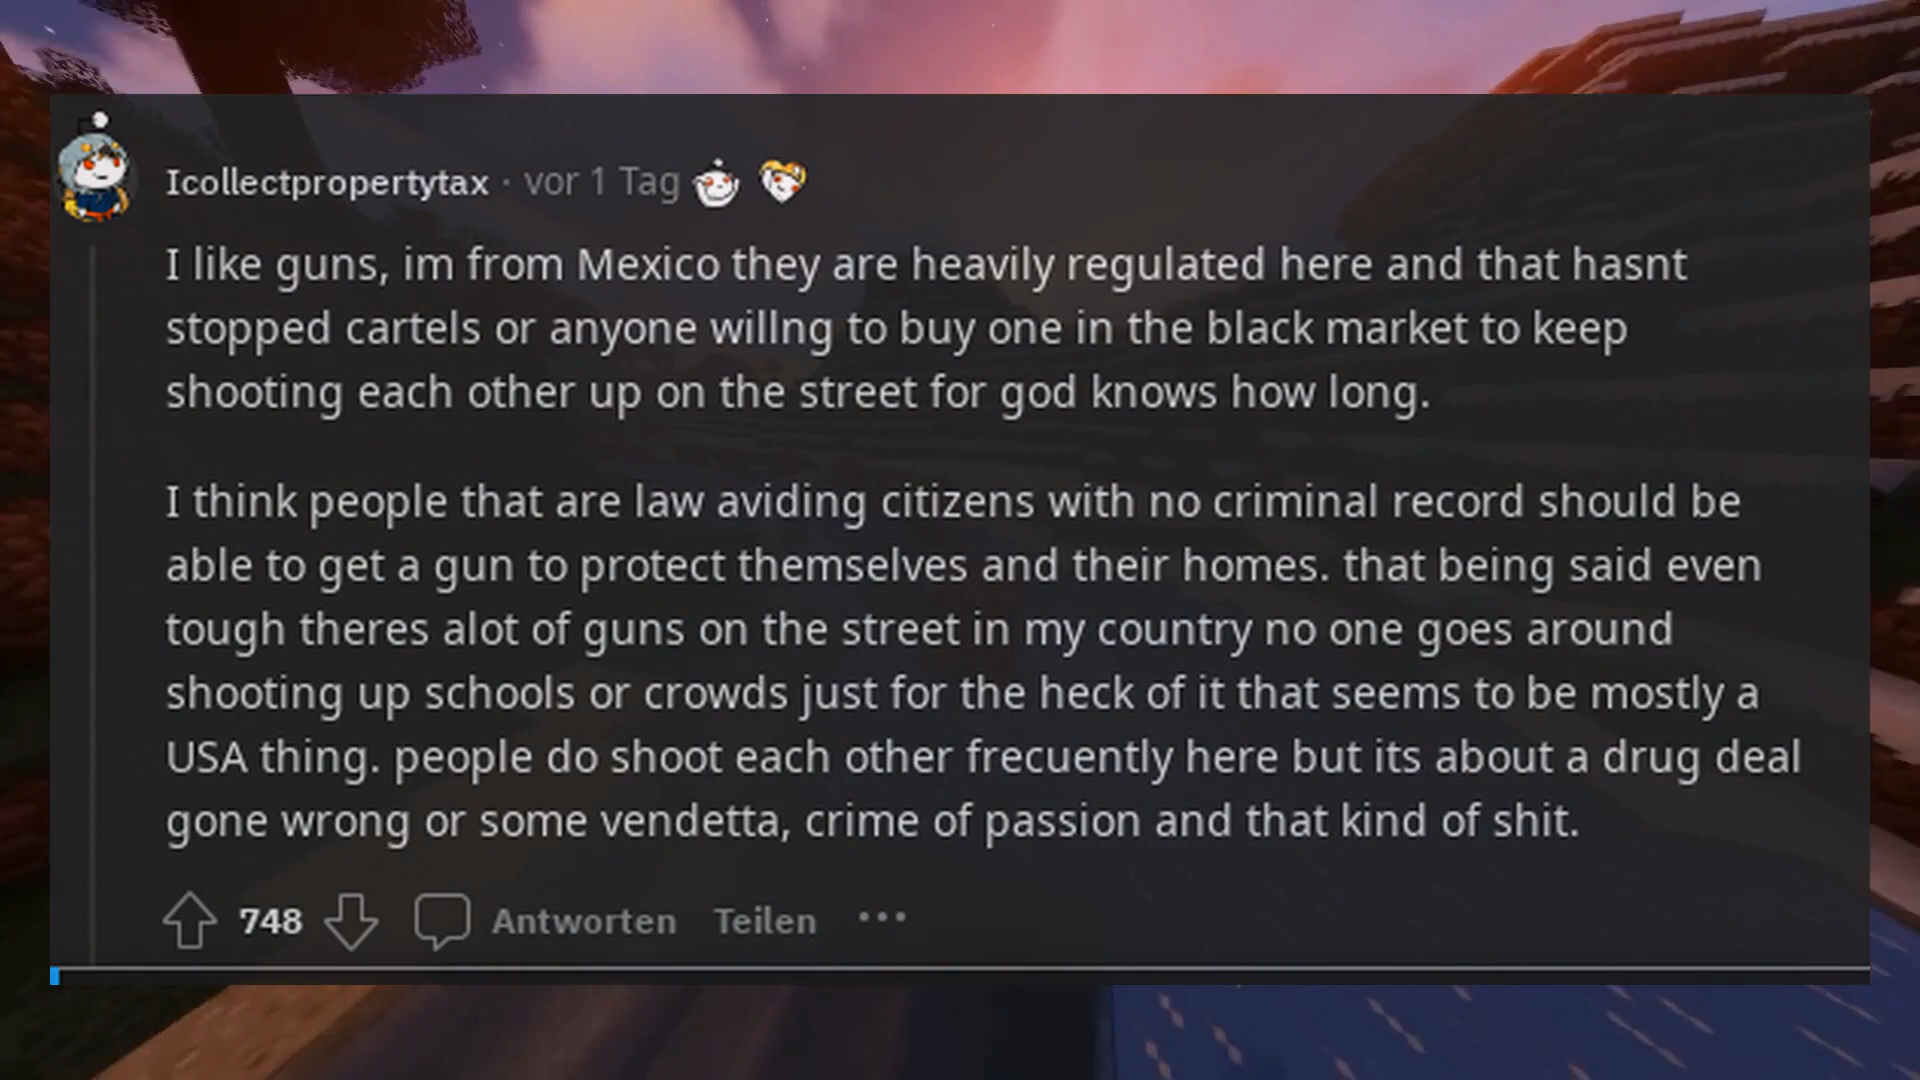 Icollectpropertytax · vor 1 Tag
I like guns, im from Mexico they are heavily regulated here and that hasnt
stopped cartels or anyone willng to buy one in the black market to keep
shooting each other up on the street for god knows how long.
I think people that are law aviding citizens with no criminal record should be
able to get a gun to protect themselves and their homes. that being said even
tough theres alot of guns on the street in my country no one goes around
shooting up schools or crowds just for the heck of it that seems to be mostly a
USA thing. people do shoot each other frecuently here but its about a drug deal
gone wrong or some vendetta, crime of passion and that kind of shit.
748 Antworten Teilen ...